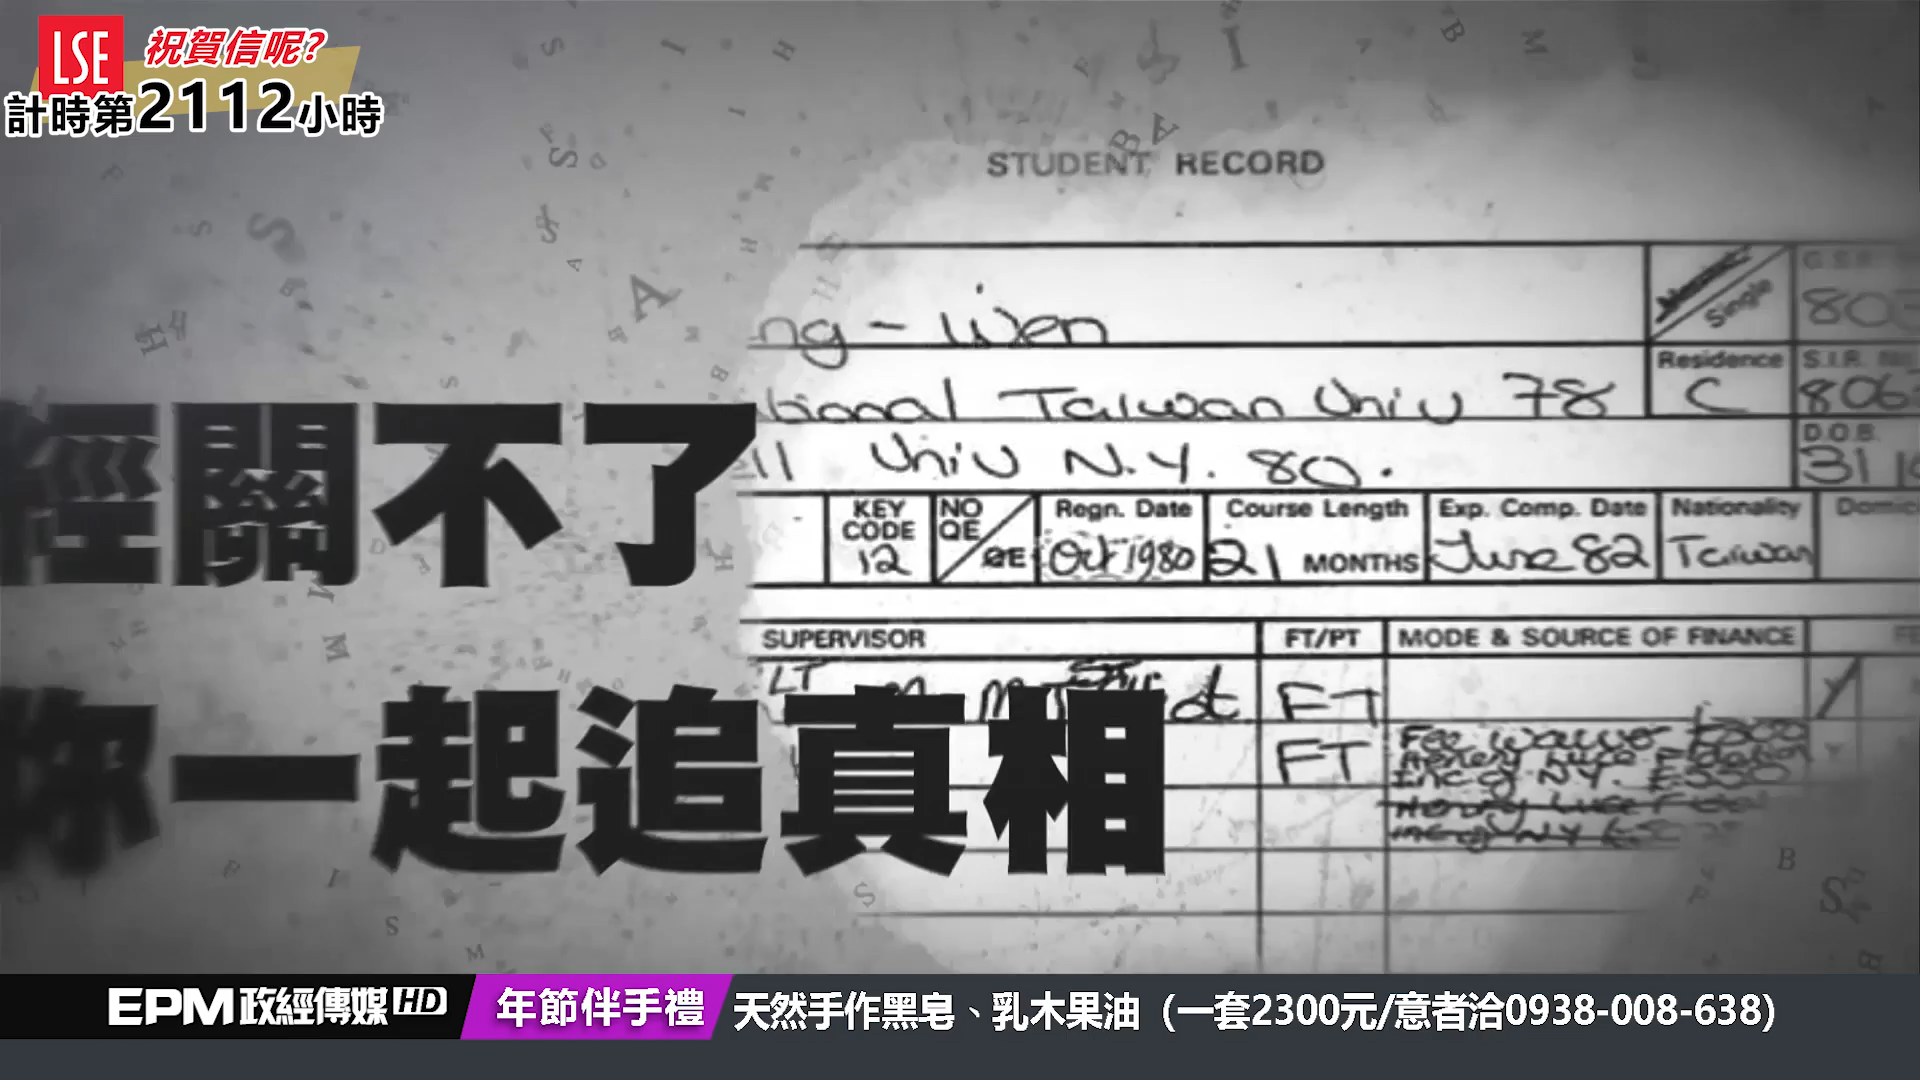 LSE 祝賀信呢?
計時第2112小時
STUDENT RECORD
ng-Wen
Single
Residence
C
tional Taiwan Univ 78
ll Univ N.Y. 80.
D.O.B.
31
KEY CODE 12
NO QE
QE
Regn. Date
Oct 1980
Course Length
21 MONTHS
Exp. Comp. Date
June 82
Nationality
Taiwan
SUPERVISOR
FT/PT
MODE & SOURCE OF FINANCE
FT
FT
Fee waiver
關不了
一起追真相
EPM政經傳媒HD
年節伴手禮
天然手作黑皂、乳木果油（一套2300元/意者洽0938-008-638）